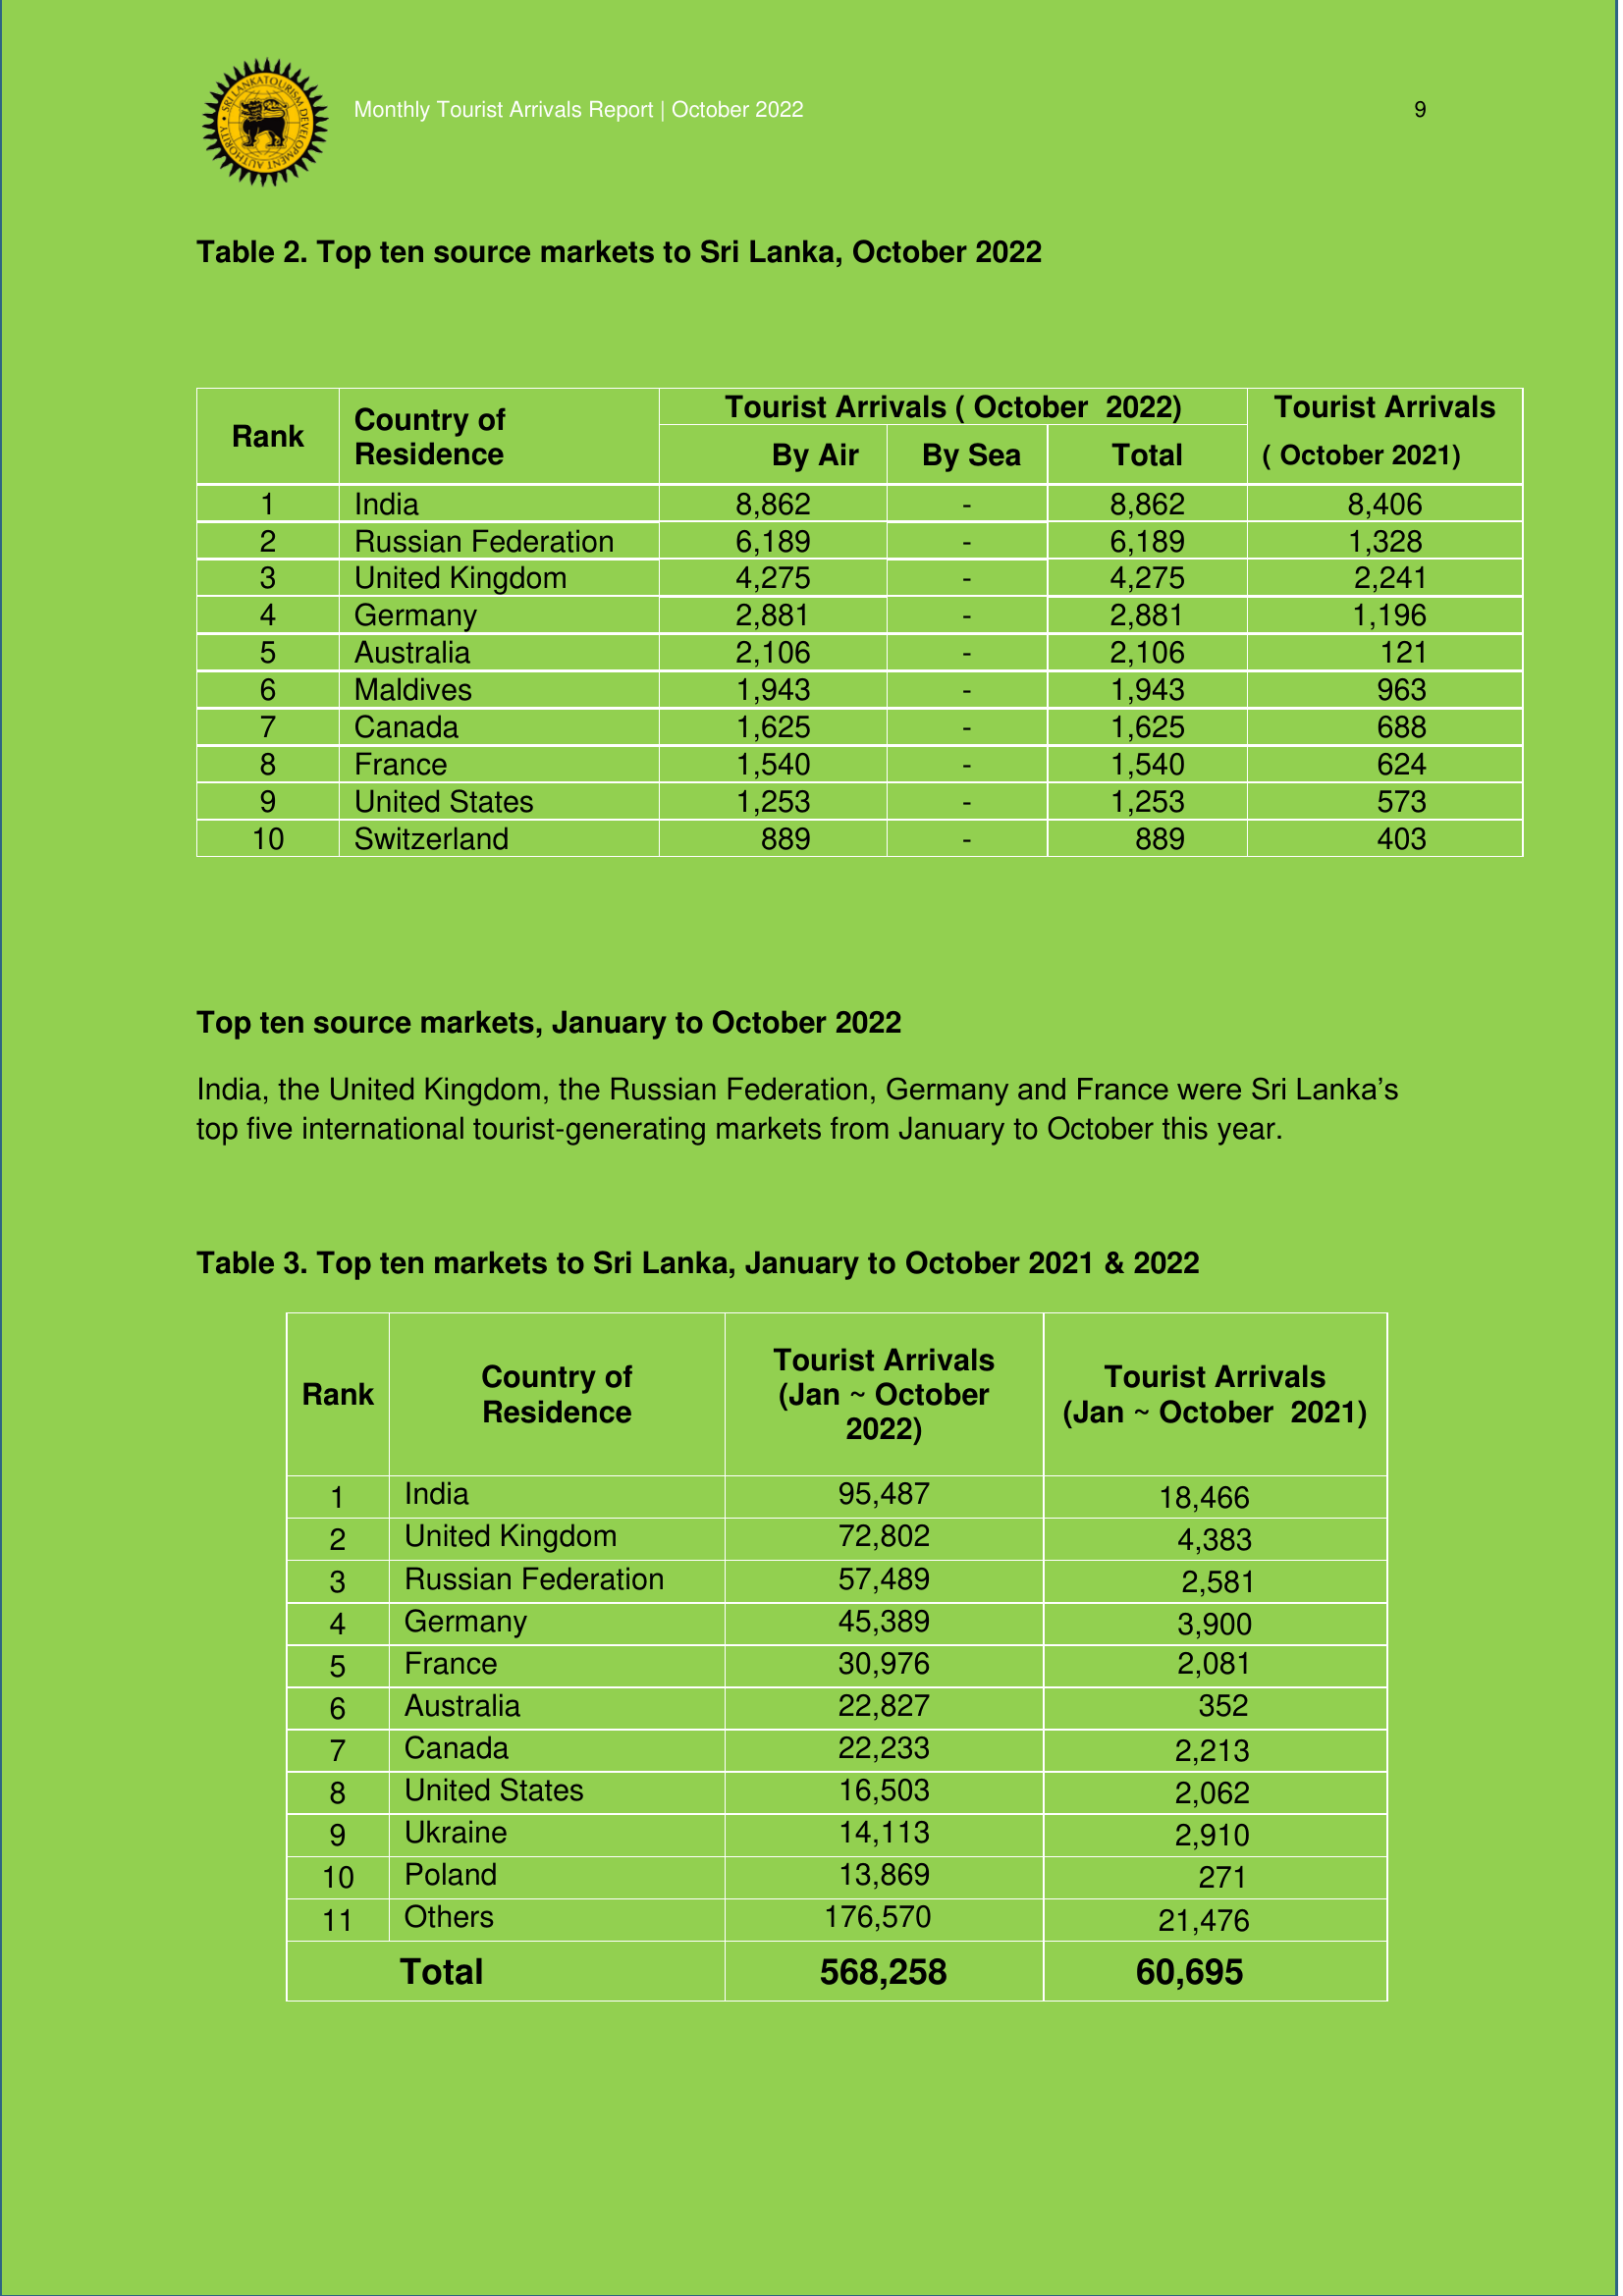 SRI LANKA TOURISM DEVELOPMENT AUTHORITY
Monthly Tourist Arrivals Report | October 2022 9
Table 2. Top ten source markets to Sri Lanka, October 2022
Rank Country of Residence Tourist Arrivals ( October 2022) Tourist Arrivals ( October 2021)
By Air By Sea Total
1 India 8,862 - 8,862 8,406
2 Russian Federation 6,189 - 6,189 1,328
3 United Kingdom 4,275 - 4,275 2,241
4 Germany 2,881 - 2,881 1,196
5 Australia 2,106 - 2,106 121
6 Maldives 1,943 - 1,943 963
7 Canada 1,625 - 1,625 688
8 France 1,540 - 1,540 624
9 United States 1,253 - 1,253 573
10 Switzerland 889 - 889 403
Top ten source markets, January to October 2022
India, the United Kingdom, the Russian Federation, Germany and France were Sri Lanka’s
top five international tourist-generating markets from January to October this year.
Table 3. Top ten markets to Sri Lanka, January to October 2021 & 2022
Rank Country of Residence Tourist Arrivals (Jan ~ October 2022) Tourist Arrivals (Jan ~ October 2021)
1 India 95,487 18,466
2 United Kingdom 72,802 4,383
3 Russian Federation 57,489 2,581
4 Germany 45,389 3,900
5 France 30,976 2,081
6 Australia 22,827 352
7 Canada 22,233 2,213
8 United States 16,503 2,062
9 Ukraine 14,113 2,910
10 Poland 13,869 271
11 Others 176,570 21,476
Total 568,258 60,695